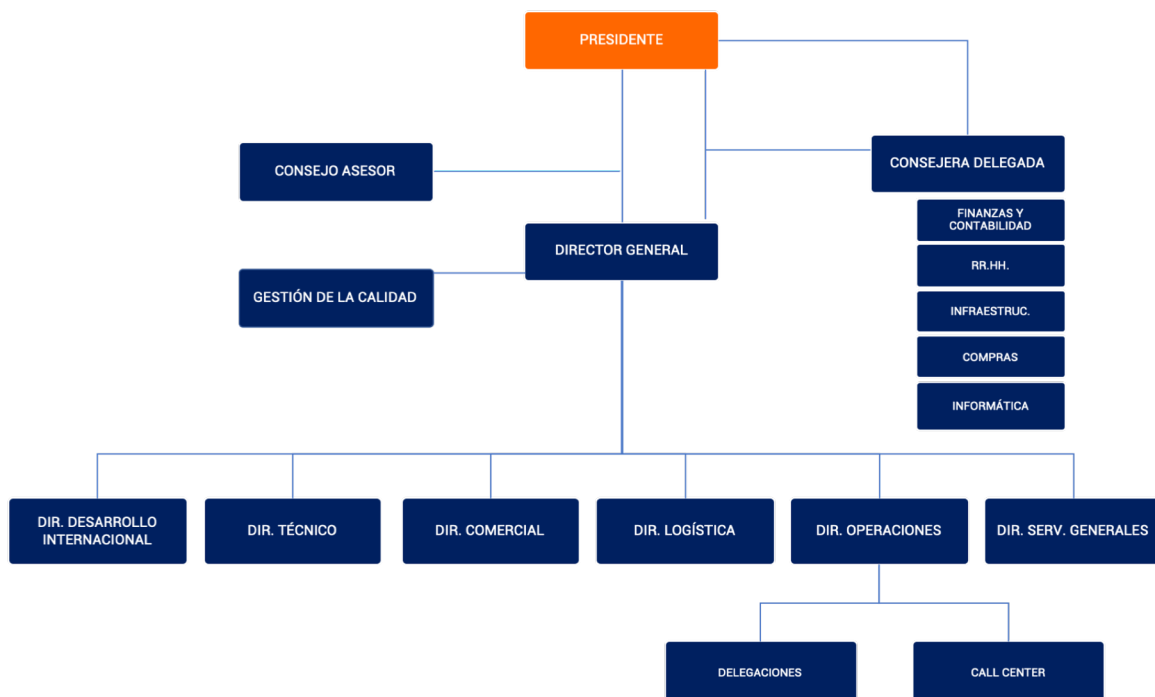 PRESIDENTE
CONSEJO ASESOR
CONSEJERA DELEGADA
FINANZAS Y
CONTABILIDAD
DIRECTOR GENERAL
RR.HH.
GESTIÓN DE LA CALIDAD
INFRAESTRUC.
COMPRAS
INFORMÁTICA
DIR. DESARROLLO
INTERNACIONAL
DIR. TÉCNICO
DIR. COMERCIAL
DIR. LOGÍSTICA
DIR. OPERACIONES
DIR. SERV. GENERALES
DELEGACIONES
CALL CENTER